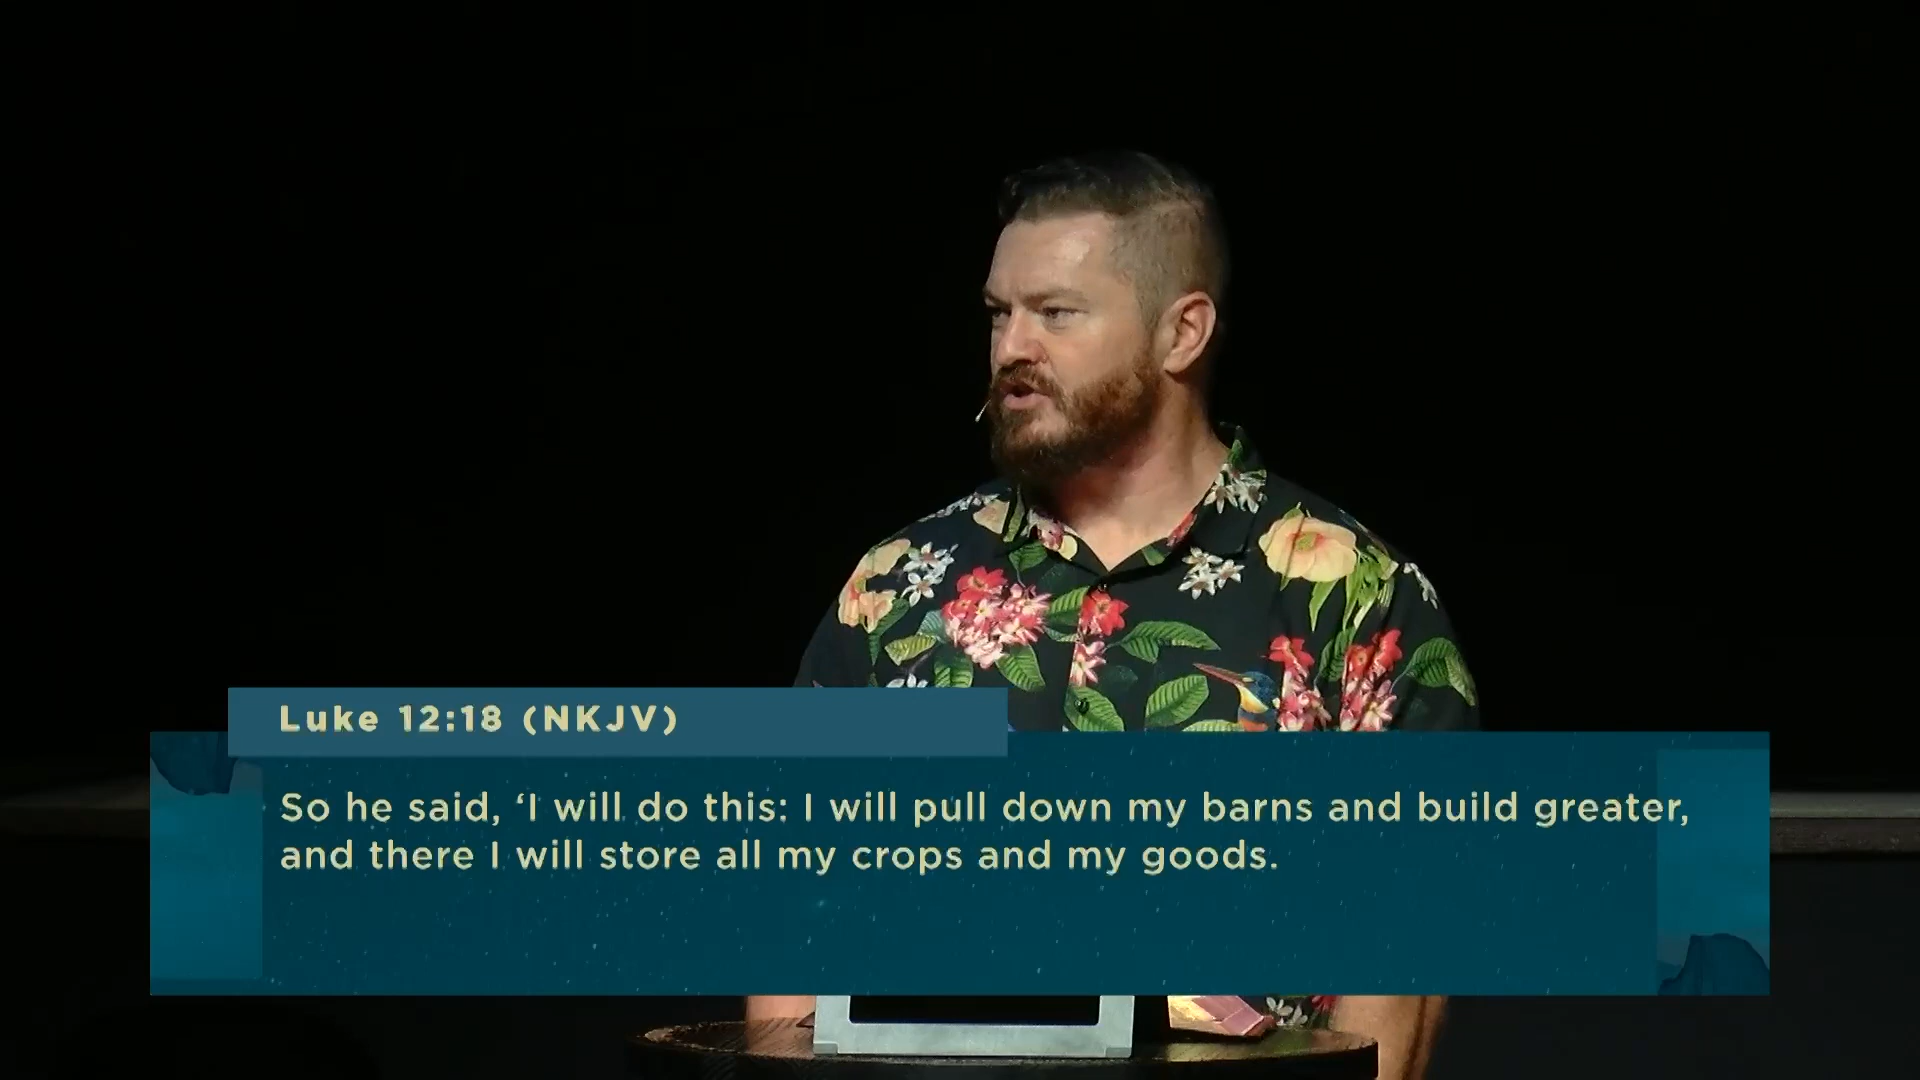 Luke 12:18 (NKJV)
So he said, ‘I will do this: I will pull down my barns and build greater,
and there I will store all my crops and my goods.